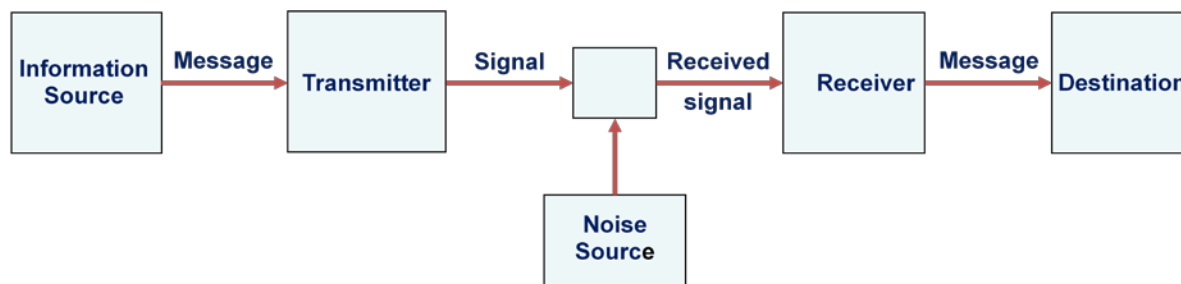 Information
Source
Message
Transmitter
Signal
Received
signal
Receiver
Message
Destination
Noise
Source